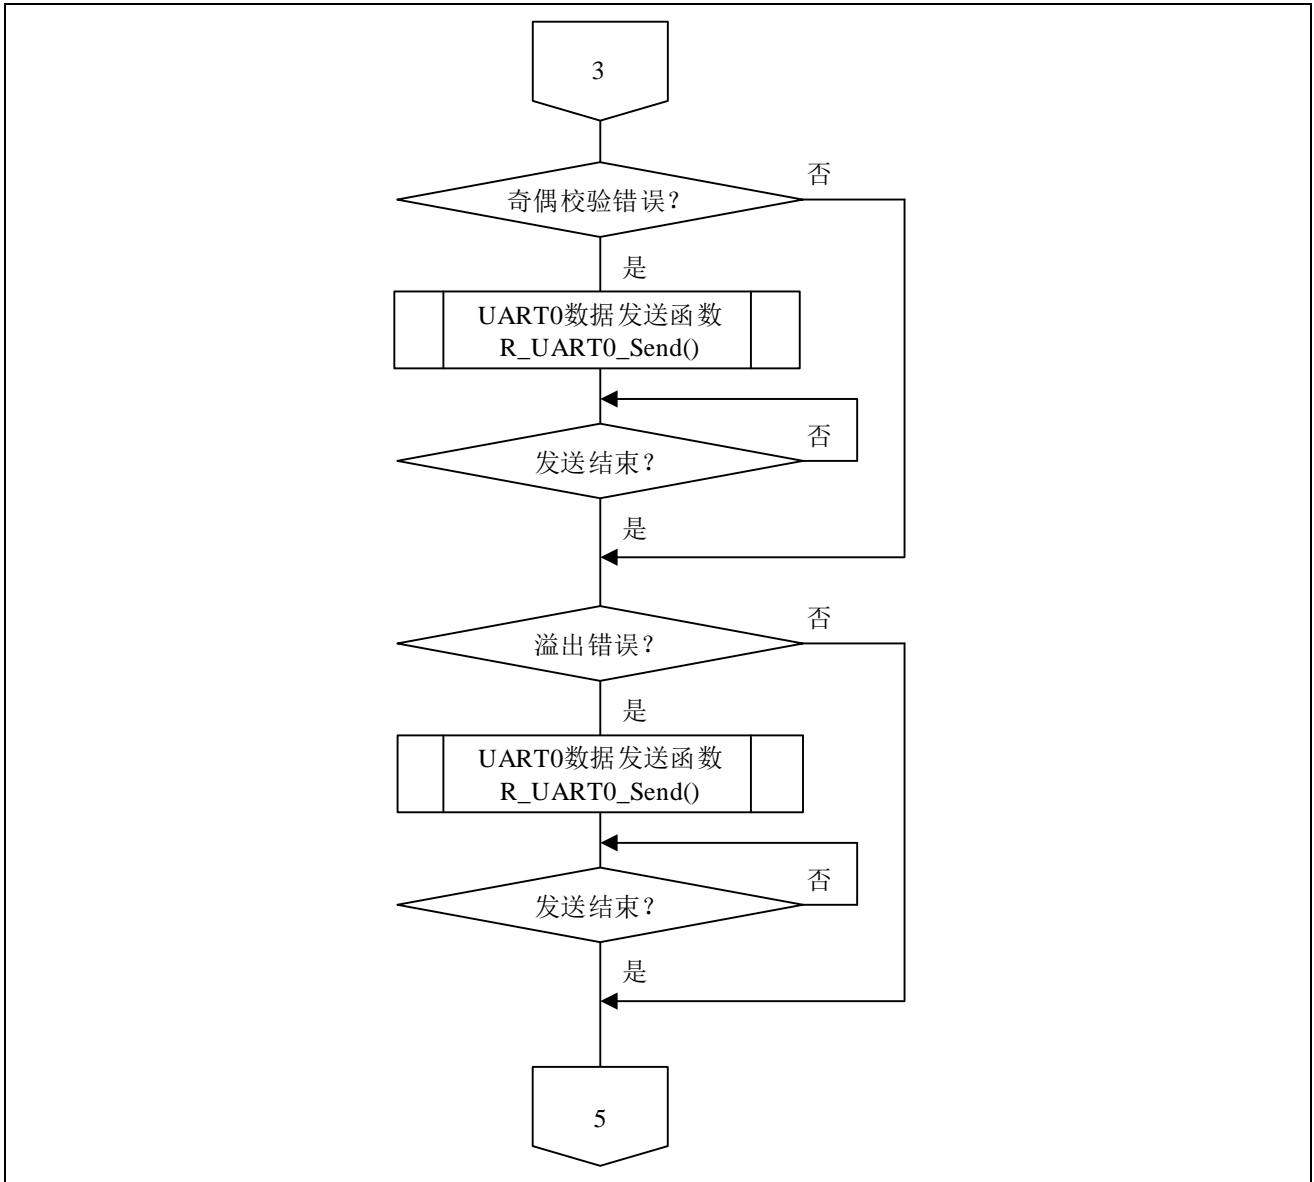 3
否
奇偶校验错误？
是
UART0数据发送函数
R_UART0_Send()
否
发送结束？
是
否
溢出错误？
是
UART0数据发送函数
R_UART0_Send()
否
发送结束？
是
5